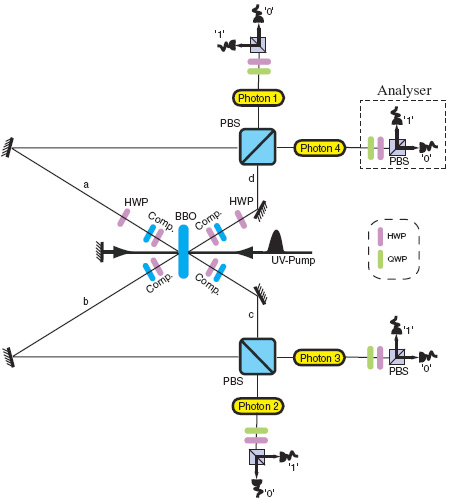 '0'
'1'
Photon 1
Analyser
PBS
'1'
Photon 4
PBS
'0'
d
a
HWP
HWP
Comp.
BBO
Comp.
UV-Pump
HWP
QWP
Comp.
Comp.
b
c
'1'
Photon 3
PBS
'0'
PBS
Photon 2
'1'
'0'